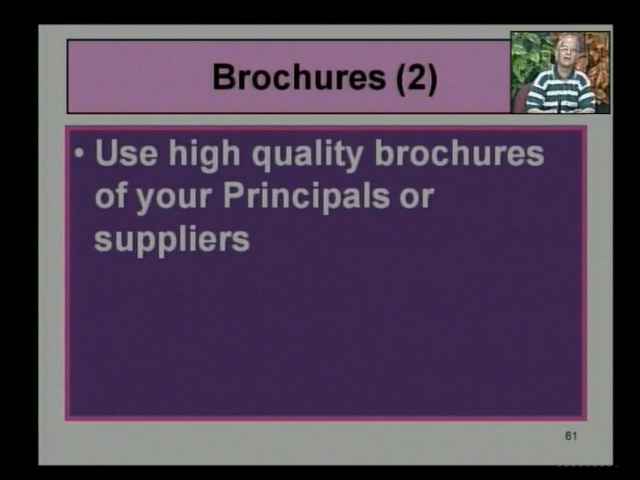 Brochures (2)
• Use high quality brochures
of your Principals or
suppliers
61